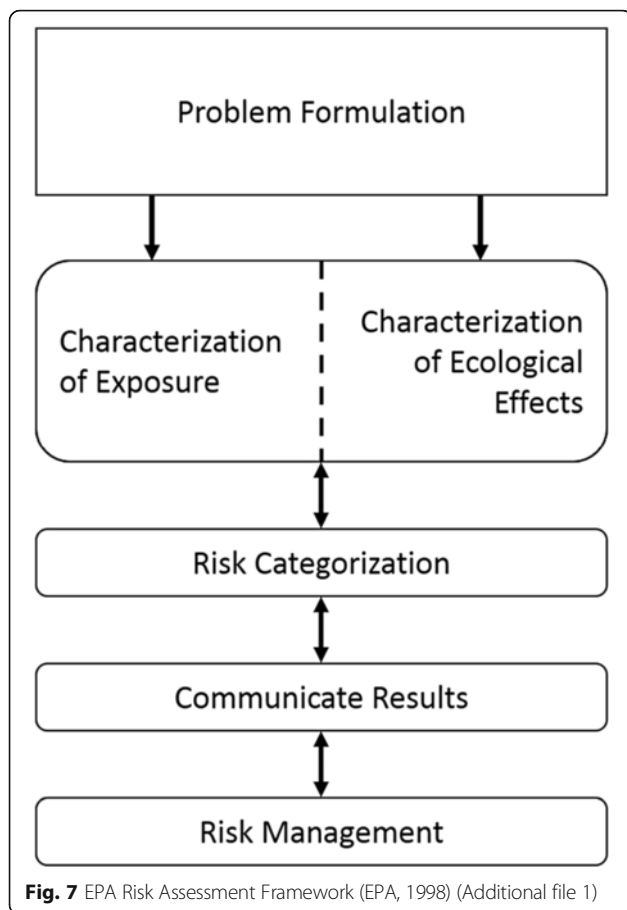 Problem Formulation
Characterization
of Exposure
Characterization
of Ecological
Effects
Risk Categorization
Communicate Results
Risk Management
Fig. 7 EPA Risk Assessment Framework (EPA, 1998) (Additional file 1)